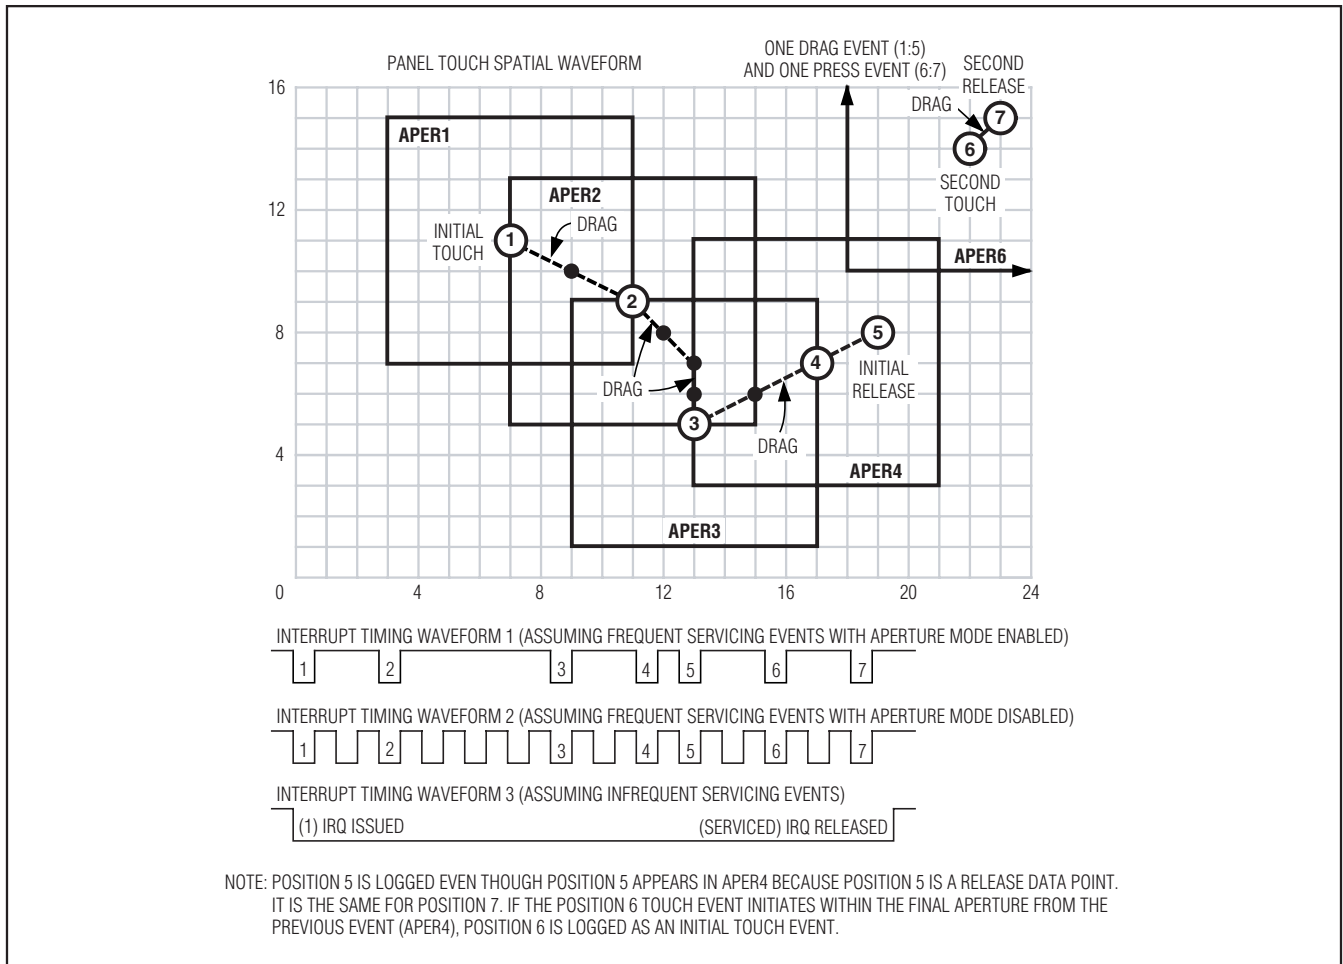 PANEL TOUCH SPATIAL WAVEFORM
ONE DRAG EVENT (1:5)
AND ONE PRESS EVENT (6:7)
SECOND
RELEASE
DRAG
7
6
SECOND
TOUCH
16
12
8
4
0
4
8
12
16
20
24
APER1
APER2
INITIAL
TOUCH
1
DRAG
2
APER6
5
4
INITIAL
RELEASE
DRAG
3
DRAG
APER4
APER3
INTERRUPT TIMING WAVEFORM 1 (ASSUMING FREQUENT SERVICING EVENTS WITH APERTURE MODE ENABLED)
1 2 3 4 5 6 7
INTERRUPT TIMING WAVEFORM 2 (ASSUMING FREQUENT SERVICING EVENTS WITH APERTURE MODE DISABLED)
1 2 3 4 5 6 7
INTERRUPT TIMING WAVEFORM 3 (ASSUMING INFREQUENT SERVICING EVENTS)
(1) IRQ ISSUED (SERVICED) IRQ RELEASED
NOTE: POSITION 5 IS LOGGED EVEN THOUGH POSITION 5 APPEARS IN APER4 BECAUSE POSITION 5 IS A RELEASE DATA POINT.
IT IS THE SAME FOR POSITION 7. IF THE POSITION 6 TOUCH EVENT INITIATES WITHIN THE FINAL APERTURE FROM THE
PREVIOUS EVENT (APER4), POSITION 6 IS LOGGED AS AN INITIAL TOUCH EVENT.